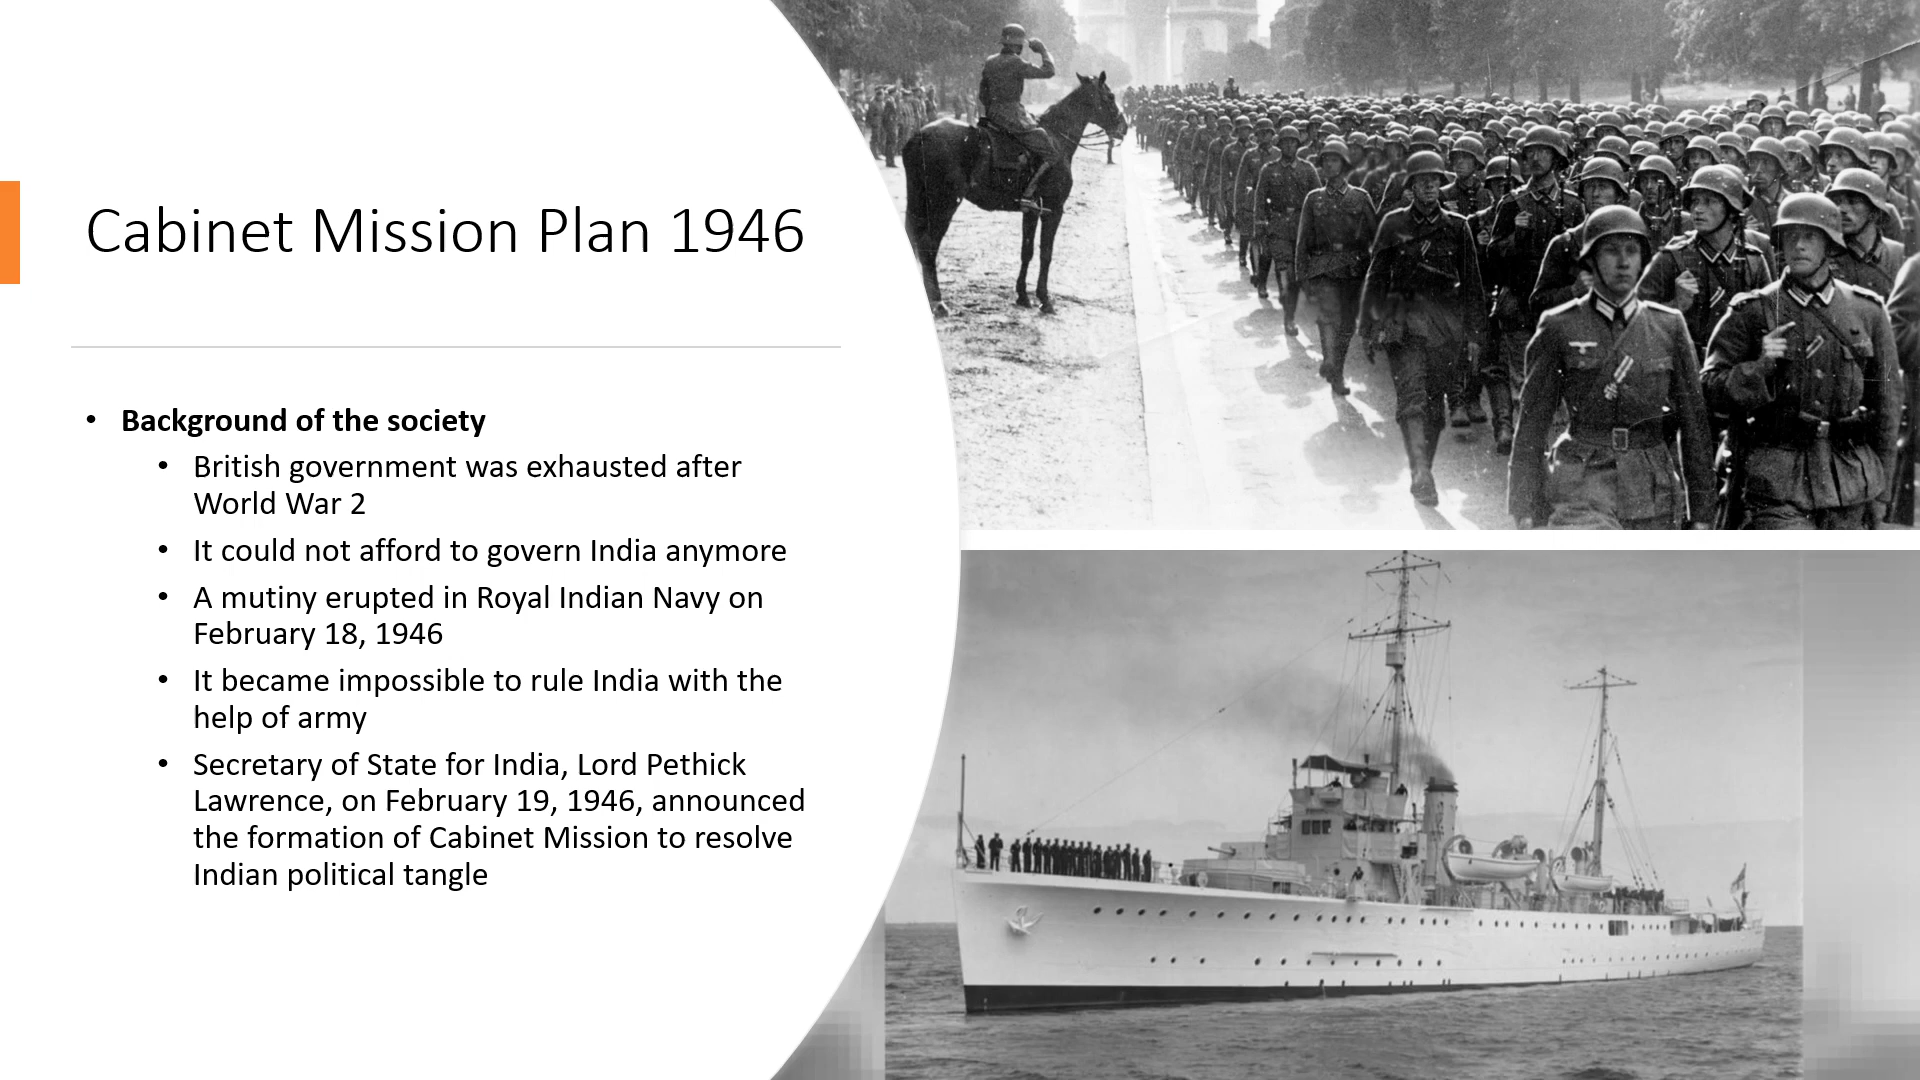 Cabinet Mission Plan 1946
• Background of the society
• British government was exhausted after
World War 2
• It could not afford to govern India anymore
• A mutiny erupted in Royal Indian Navy on
February 18, 1946
• It became impossible to rule India with the
help of army
• Secretary of State for India, Lord Pethick
Lawrence, on February 19, 1946, announced
the formation of Cabinet Mission to resolve
Indian political tangle